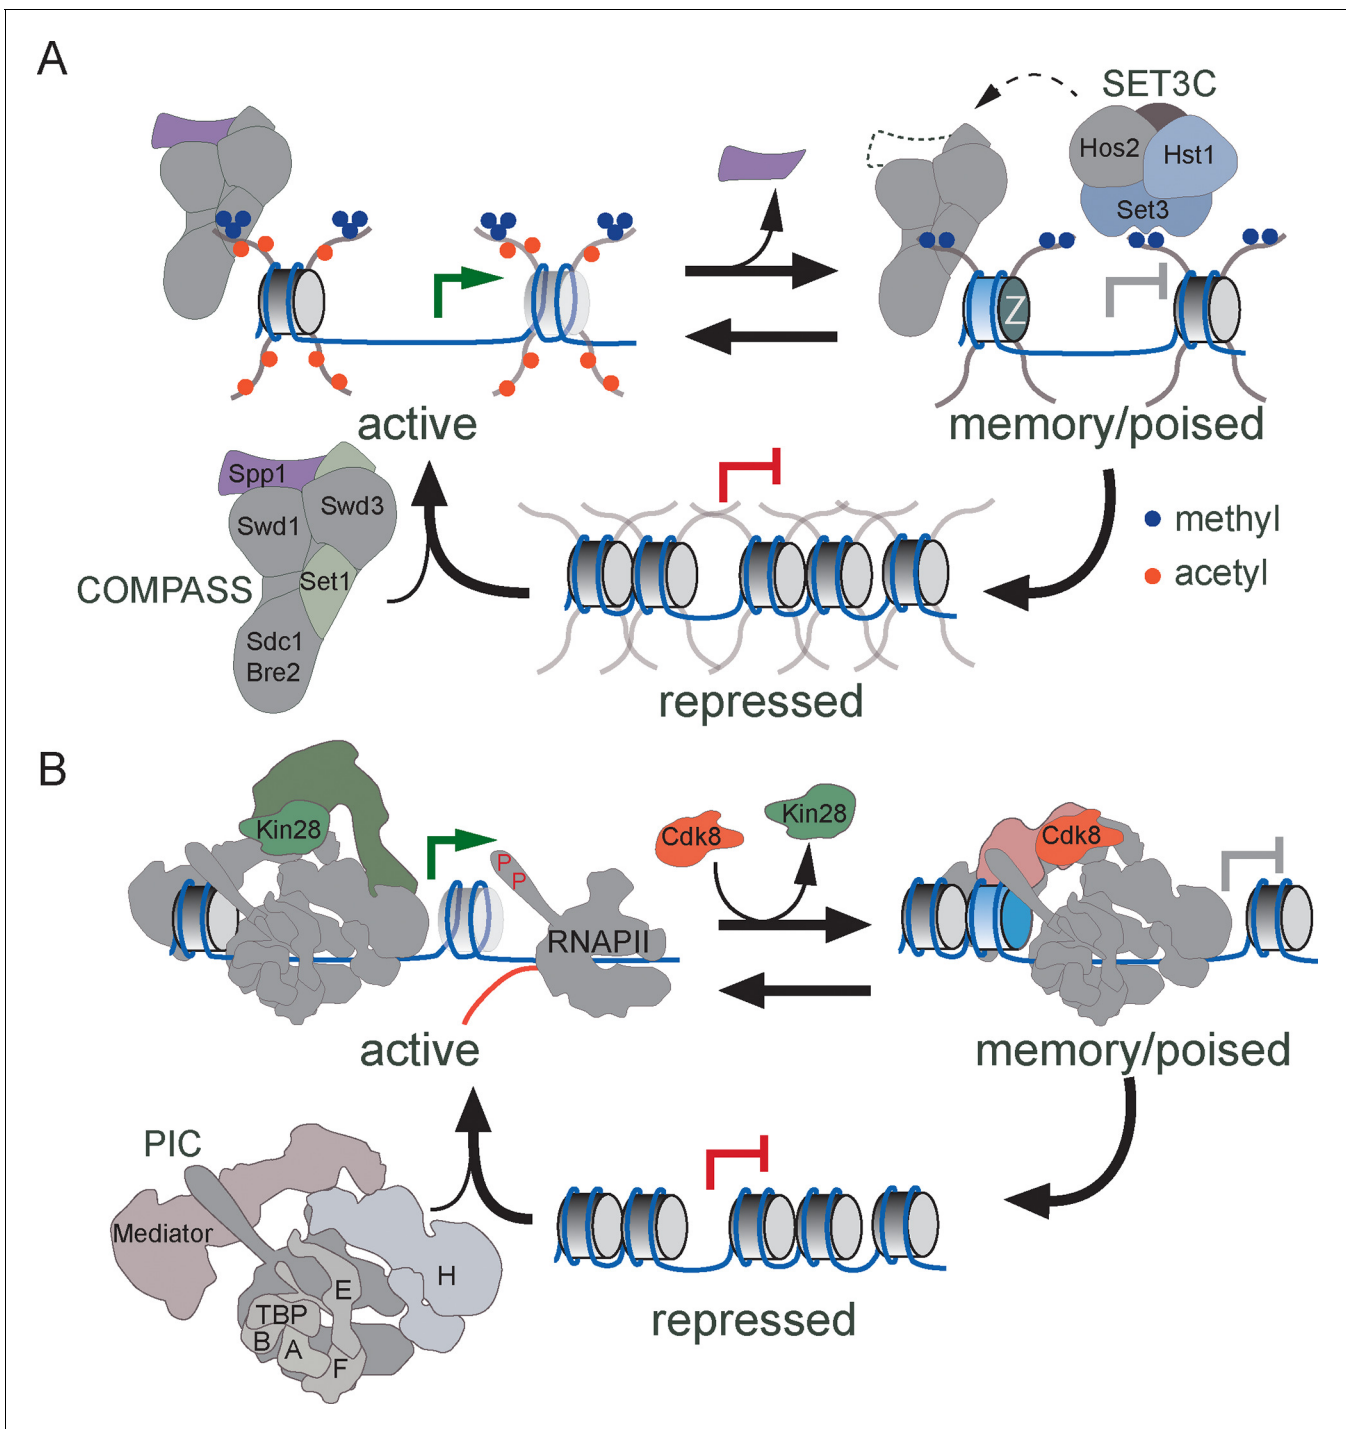 A
SET3C
Hos2
Hst1
Set3
Z
active
memory/poised
Spp1
Swd1
Swd3
Set1
COMPASS
Sdc1
Bre2
methyl
acetyl
repressed
B
Kin28
P
P
RNAPII
Cdk8
Kin28
Cdk8
active
memory/poised
PIC
Mediator
H
E
TBP
B
A
F
repressed